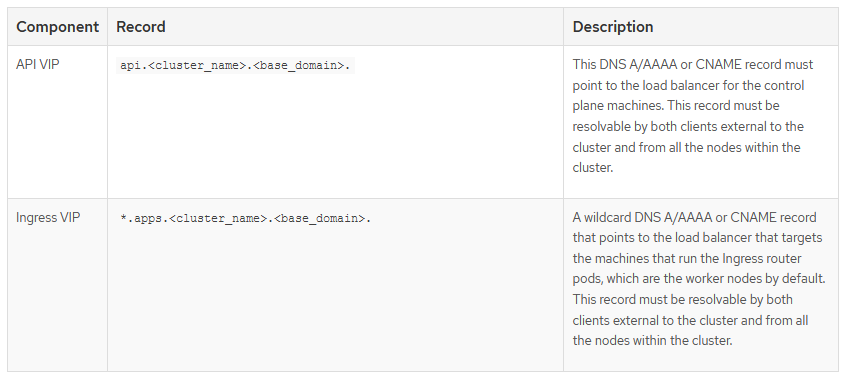 Component Record Description
API VIP api.<cluster_name>.<base_domain>. This DNS A/AAAA or CNAME record must
point to the load balancer for the control
plane machines. This record must be
resolvable by both clients external to the
cluster and from all the nodes within the
cluster.
Ingress VIP *.apps.<cluster_name>.<base_domain>. A wildcard DNS A/AAAA or CNAME record
that points to the load balancer that targets
the machines that run the Ingress router
pods, which are the worker nodes by default.
This record must be resolvable by both
clients external to the cluster and from all
the nodes within the cluster.